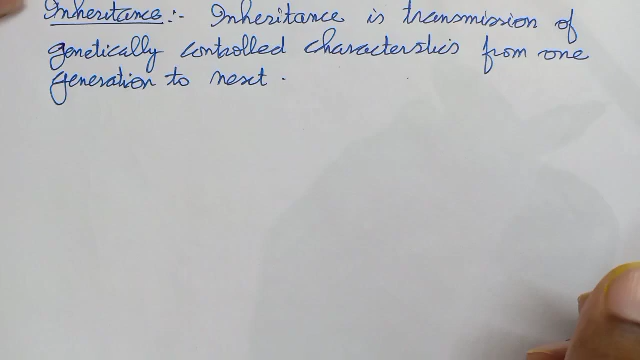 Inheritance :- Inheritance is transmission of
genetically controlled characterstics from one
generation to next .